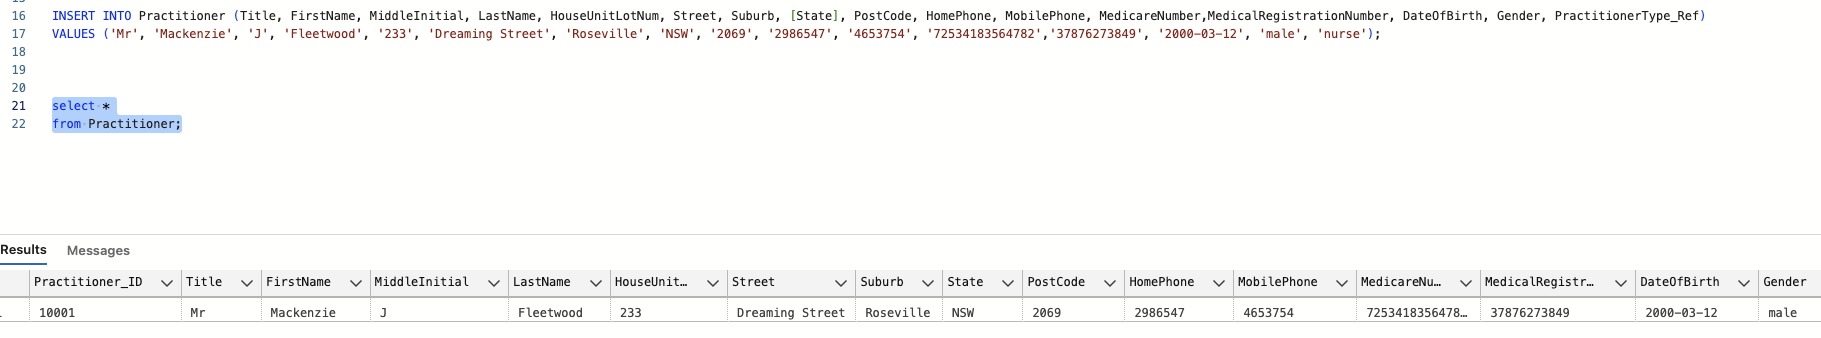 15
16 INSERT INTO Practitioner (Title, FirstName, MiddleInitial, LastName, HouseUnitLotNum, Street, Suburb, [State], PostCode, HomePhone, MobilePhone, MedicareNumber,MedicalRegistrationNumber, DateOfBirth, Gender, PractitionerType_Ref)
17 VALUES ('Mr', 'Mackenzie', 'J', 'Fleetwood', '233', 'Dreaming Street', 'Roseville', 'NSW', '2069', '2986547', '4653754', '72534183564782','37876273849', '2000-03-12', 'male', 'nurse');
18
19
20
21 select *
22 from Practitioner;
Results Messages
Practitioner_ID Title FirstName MiddleInitial LastName HouseUnit... Street Suburb State PostCode HomePhone MobilePhone MedicareNu... MedicalRegistr... DateOfBirth Gender
10001 Mr Mackenzie J Fleetwood 233 Dreaming Street Roseville NSW 2069 2986547 4653754 7253418356478... 37876273849 2000-03-12 male